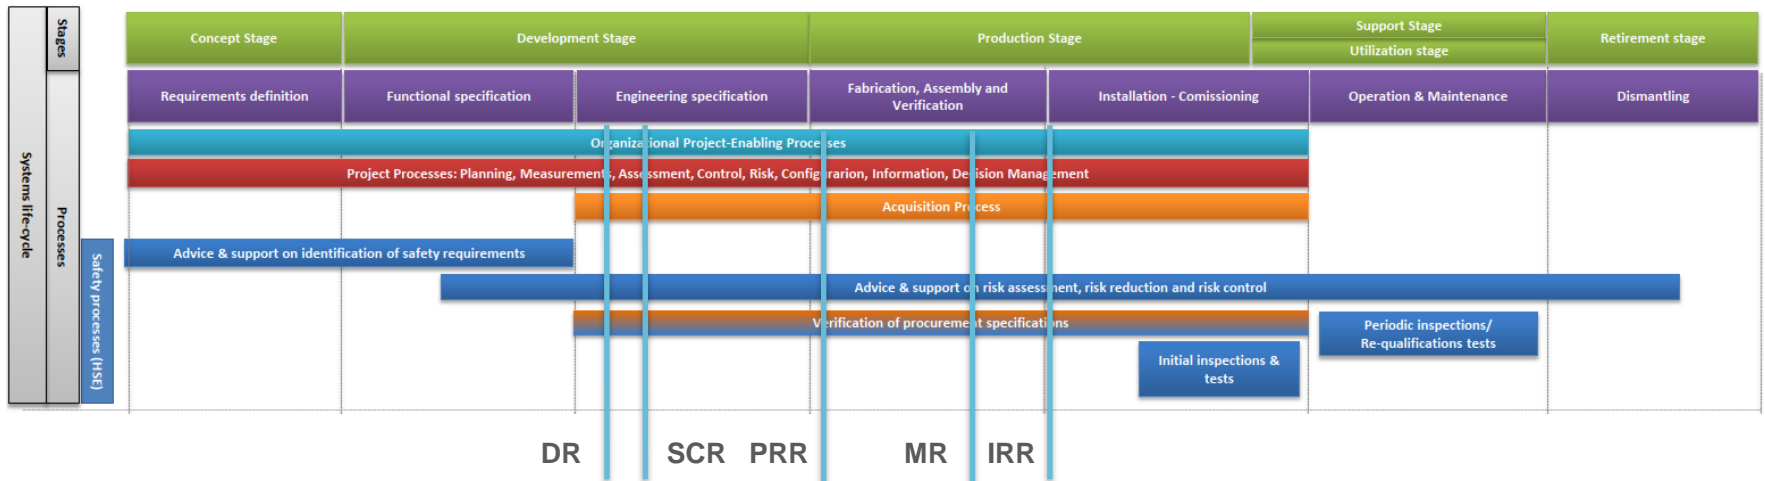 Systems life-cycle
Stages
Processes
Safety processes (HSE)
Concept Stage
Development Stage
Production Stage
Support Stage
Utilization stage
Retirement stage
Requirements definition
Functional specification
Engineering specification
Fabrication, Assembly and
Verification
Installation - Comissioning
Operation & Maintenance
Dismantling
Organizational Project-Enabling Processes
Project Processes: Planning, Measurements, Assessment, Control, Risk, Configurarion, Information, Decision Management
Acquisition Process
Advice & support on identification of safety requirements
Advice & support on risk assessment, risk reduction and risk control
Verification of procurement specifications
Periodic inspections/
Re-qualifications tests
Initial inspections &
tests
DR
SCR
PRR
MR
IRR